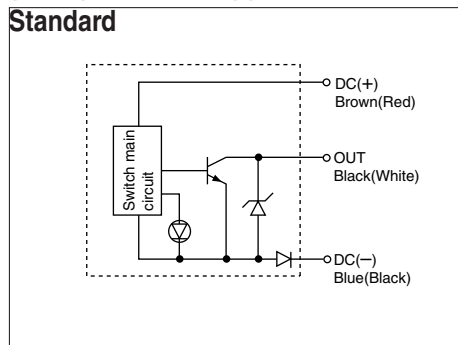 Standard
DC(+)
Brown(Red)
Switch main
circuit
OUT
Black(White)
DC(—)
Blue(Black)